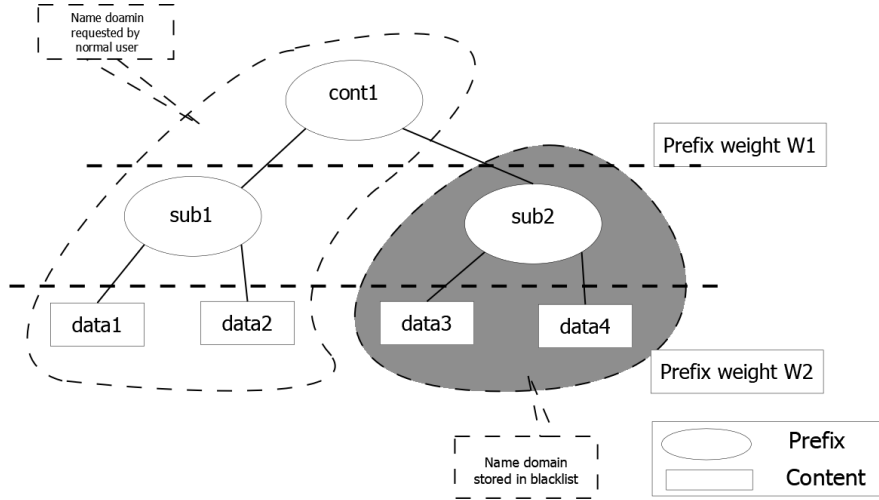 Name doamin
requested by
normal user
cont1
Prefix weight W1
sub1
sub2
data1
data2
data3
data4
Prefix weight W2
Name domain
stored in blacklist
Prefix
Content